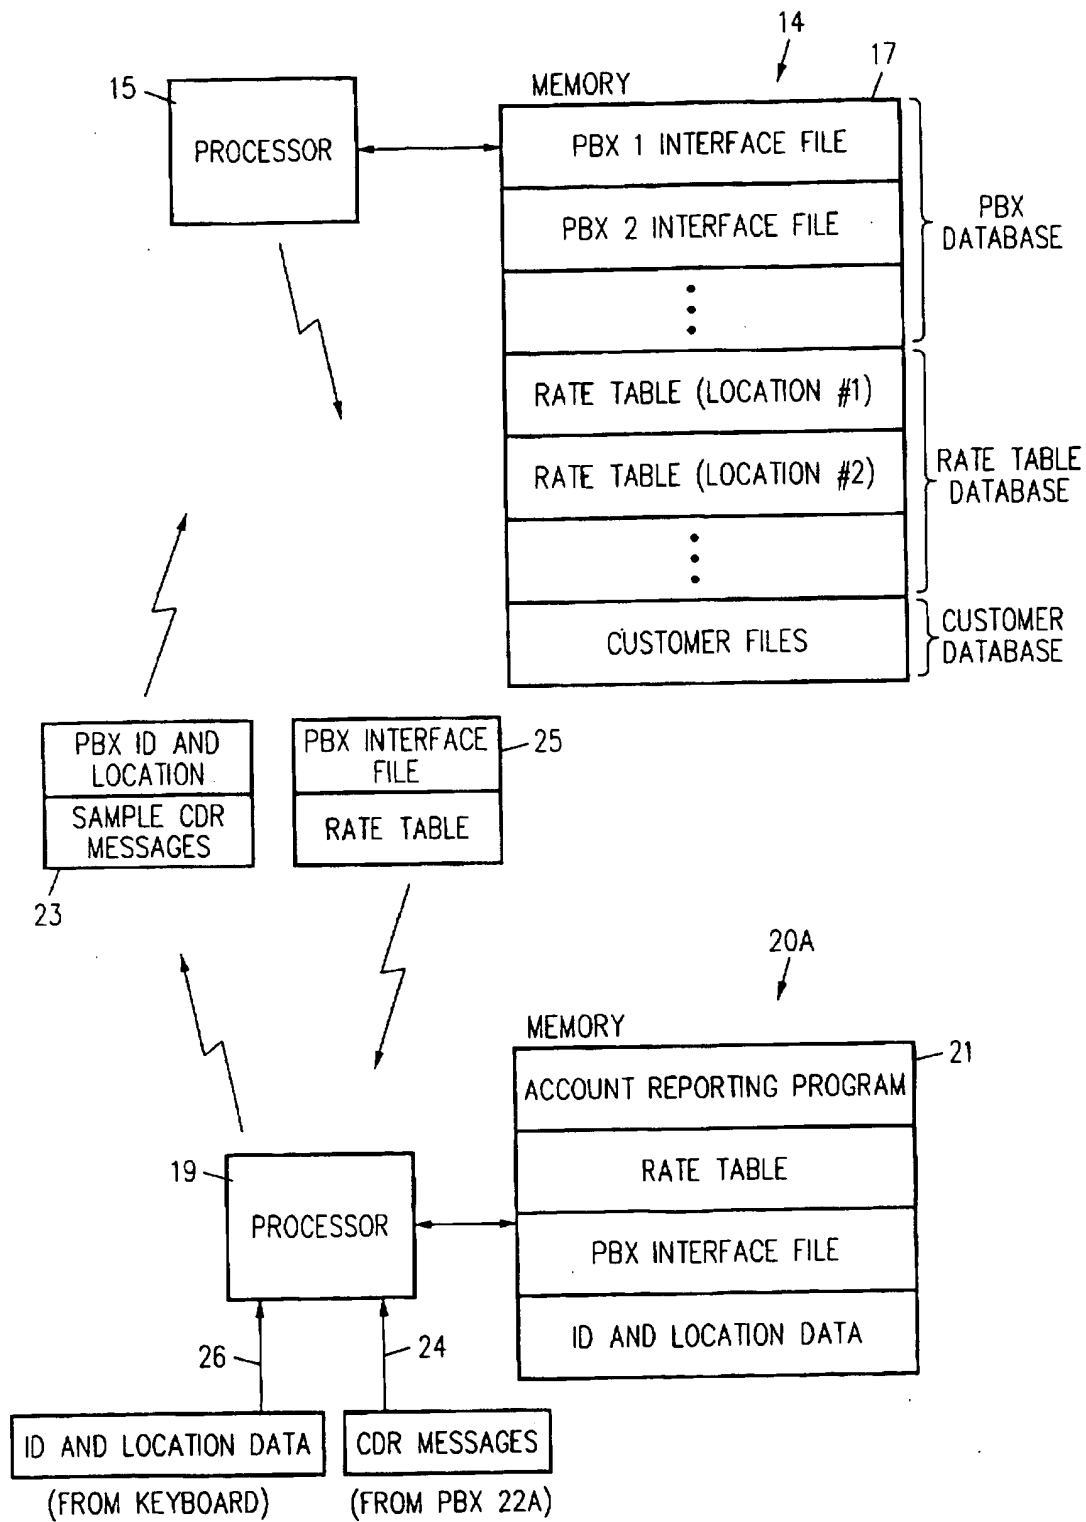 14
15
MEMORY
17
PROCESSOR
PBX 1 INTERFACE FILE
PBX 2 INTERFACE FILE
PBX
DATABASE
RATE TABLE (LOCATION #1)
RATE TABLE (LOCATION #2)
RATE TABLE
DATABASE
CUSTOMER FILES
CUSTOMER
DATABASE
PBX ID AND
LOCATION
SAMPLE CDR
MESSAGES
23
PBX INTERFACE
FILE
RATE TABLE
25
20A
MEMORY
21
ACCOUNT REPORTING PROGRAM
RATE TABLE
PBX INTERFACE FILE
ID AND LOCATION DATA
19
PROCESSOR
26
24
ID AND LOCATION DATA
(FROM KEYBOARD)
CDR MESSAGES
(FROM PBX 22A)